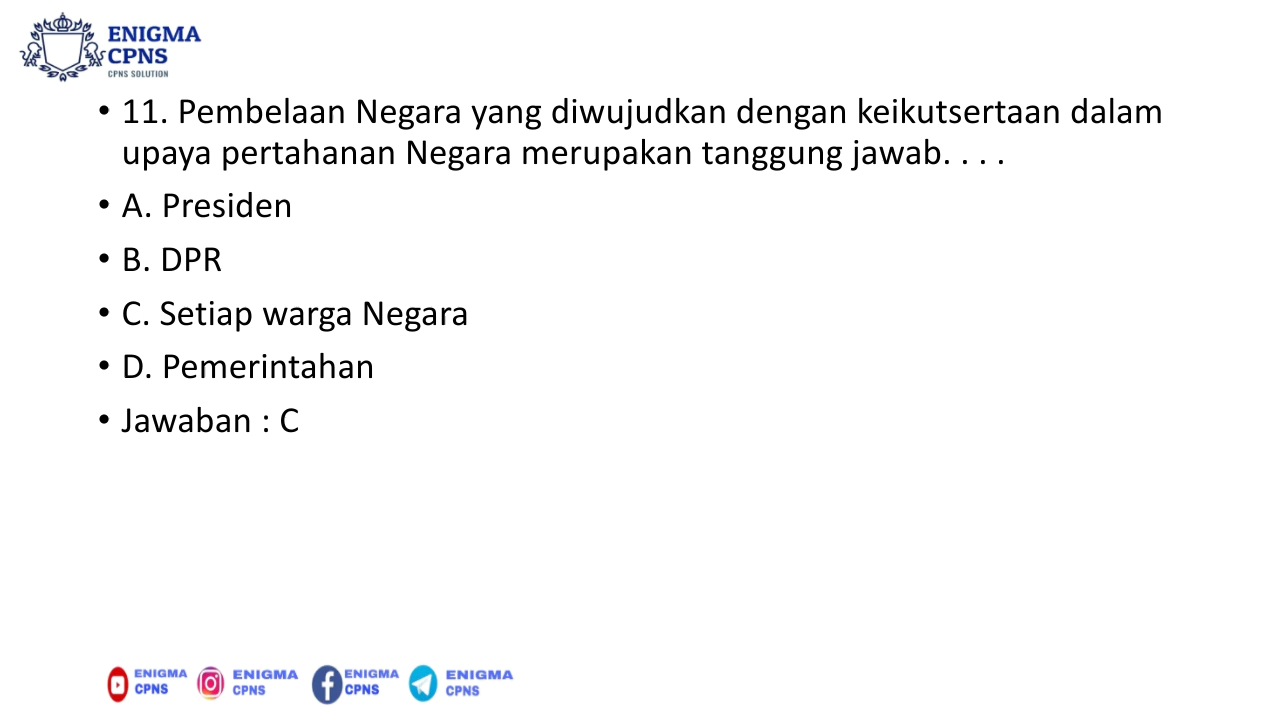 ENIGMA
CPNS
CPNS SOLUTION
• 11. Pembelaan Negara yang diwujudkan dengan keikutsertaan dalam
upaya pertahanan Negara merupakan tanggung jawab. . . .
• A. Presiden
• B. DPR
• C. Setiap warga Negara
• D. Pemerintahan
• Jawaban : C
ENIGMA
CPNS
ENIGMA
CPNS
ENIGMA
CPNS
ENIGMA
CPNS